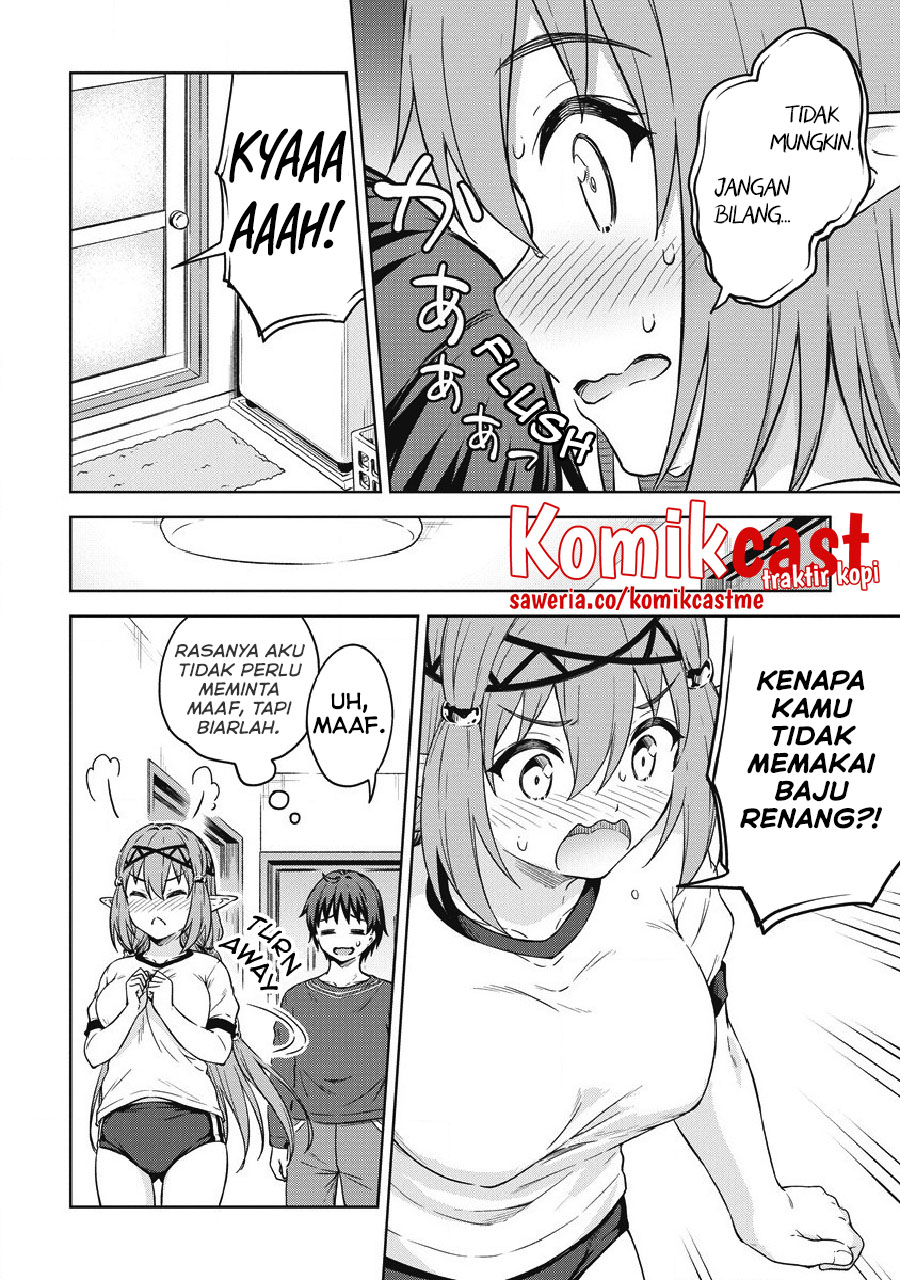 TIDAK
MUNGKIN.
JANGAN
BILANG...
があああぁっ
FLUSH
KYAAA
AAAH!
Komikcast
traktir kopi
saweria.co/komikcastme
KENAPA
KAMU
TIDAK
MEMAKAI
BAJU
RENANG?!
UH,
MAAF.
RASANYA AKU
TIDAK PERLU
MEMINTA
MAAF, TAPI
BIARLAH.
TURN
AWAY